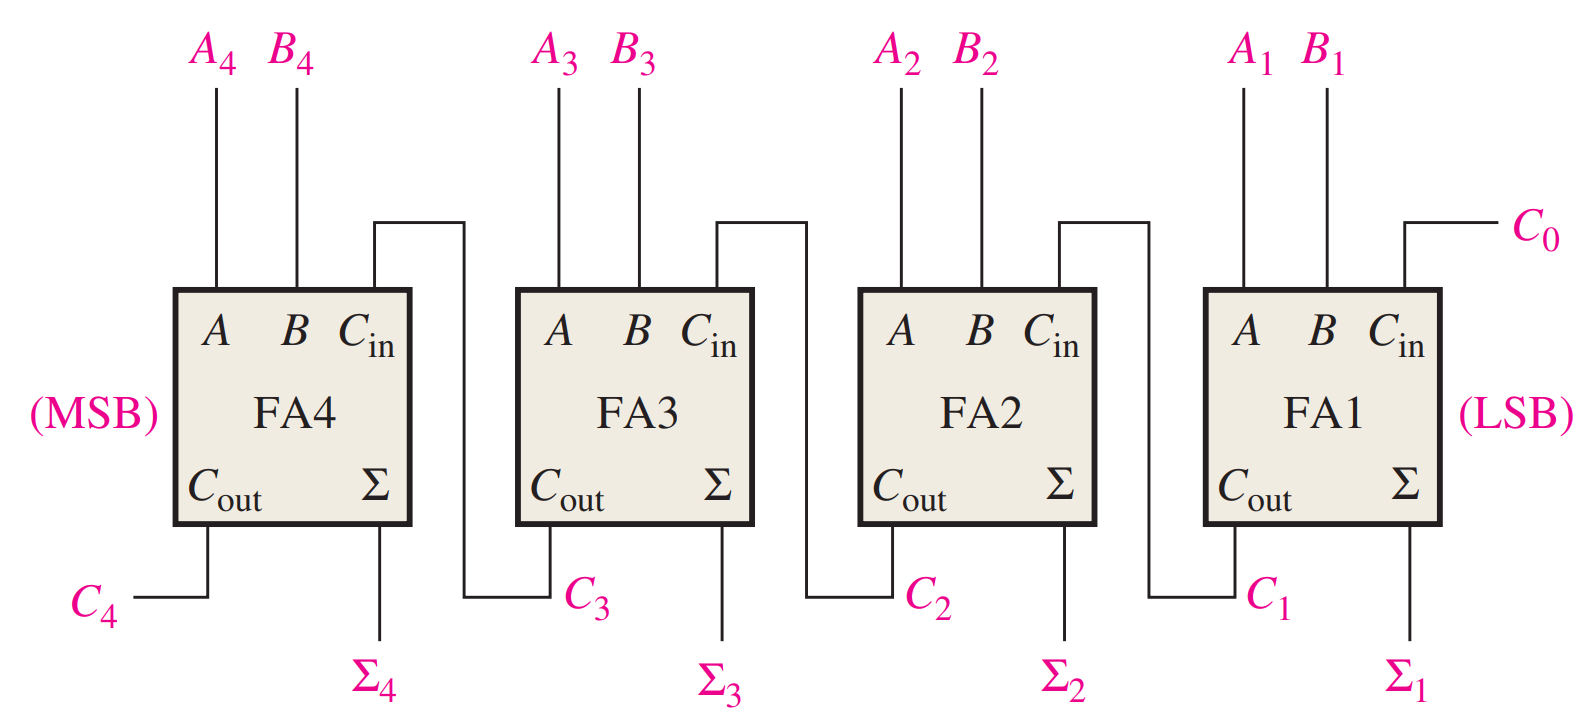 A₄ B₄ A₃ B₃ A₂ B₂ A₁ B₁
C₀
A B Cin A B Cin A B Cin A B Cin
(MSB) FA4 FA3 FA2 FA1 (LSB)
Cout Σ Cout Σ Cout Σ Cout Σ
C₄ C₃ C₂ C₁
Σ₄ Σ₃ Σ₂ Σ₁